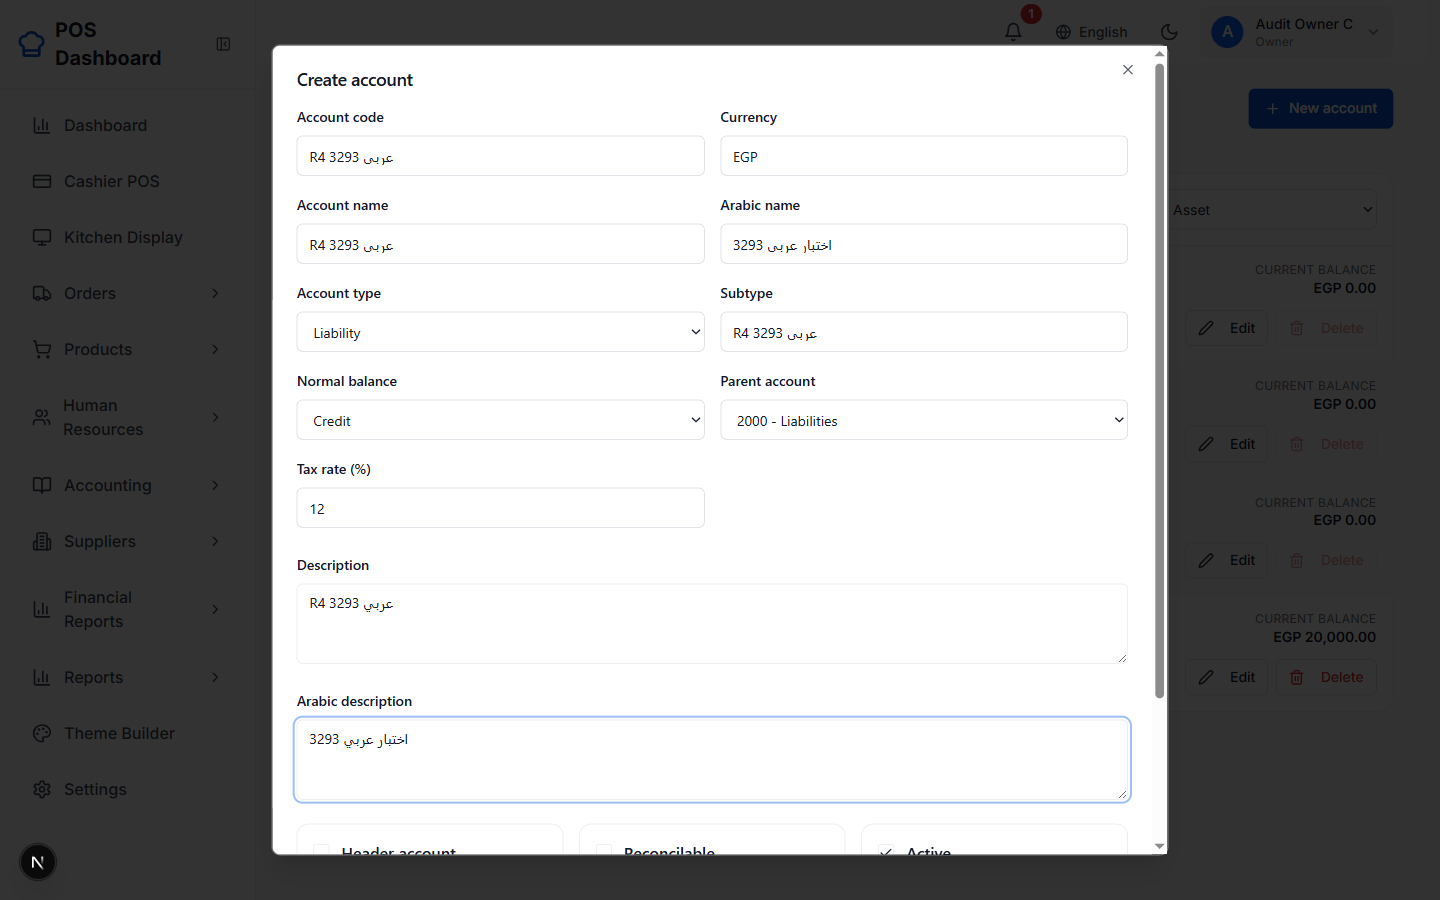 POS
Dashboard
1
English
A
Audit Owner C
Owner
Dashboard
Cashier POS
Kitchen Display
Orders
Products
Human
Resources
Accounting
Suppliers
Financial
Reports
Reports
Theme Builder
Settings
N
New account
Asset
CURRENT BALANCE
EGP 0.00
Edit
Delete
CURRENT BALANCE
EGP 0.00
Edit
Delete
CURRENT BALANCE
EGP 0.00
Edit
Delete
CURRENT BALANCE
EGP 20,000.00
Edit
Delete
Create account
Account code
R4 3293 عربي
Currency
EGP
Account name
R4 3293 عربي
Arabic name
اختبار عربي 3293
Account type
Liability
Subtype
R4 3293 عربي
Normal balance
Credit
Parent account
2000 - Liabilities
Tax rate (%)
12
Description
R4 3293 عربي
Arabic description
اختبار عربي 3293
Header account
Reconcilable
Active